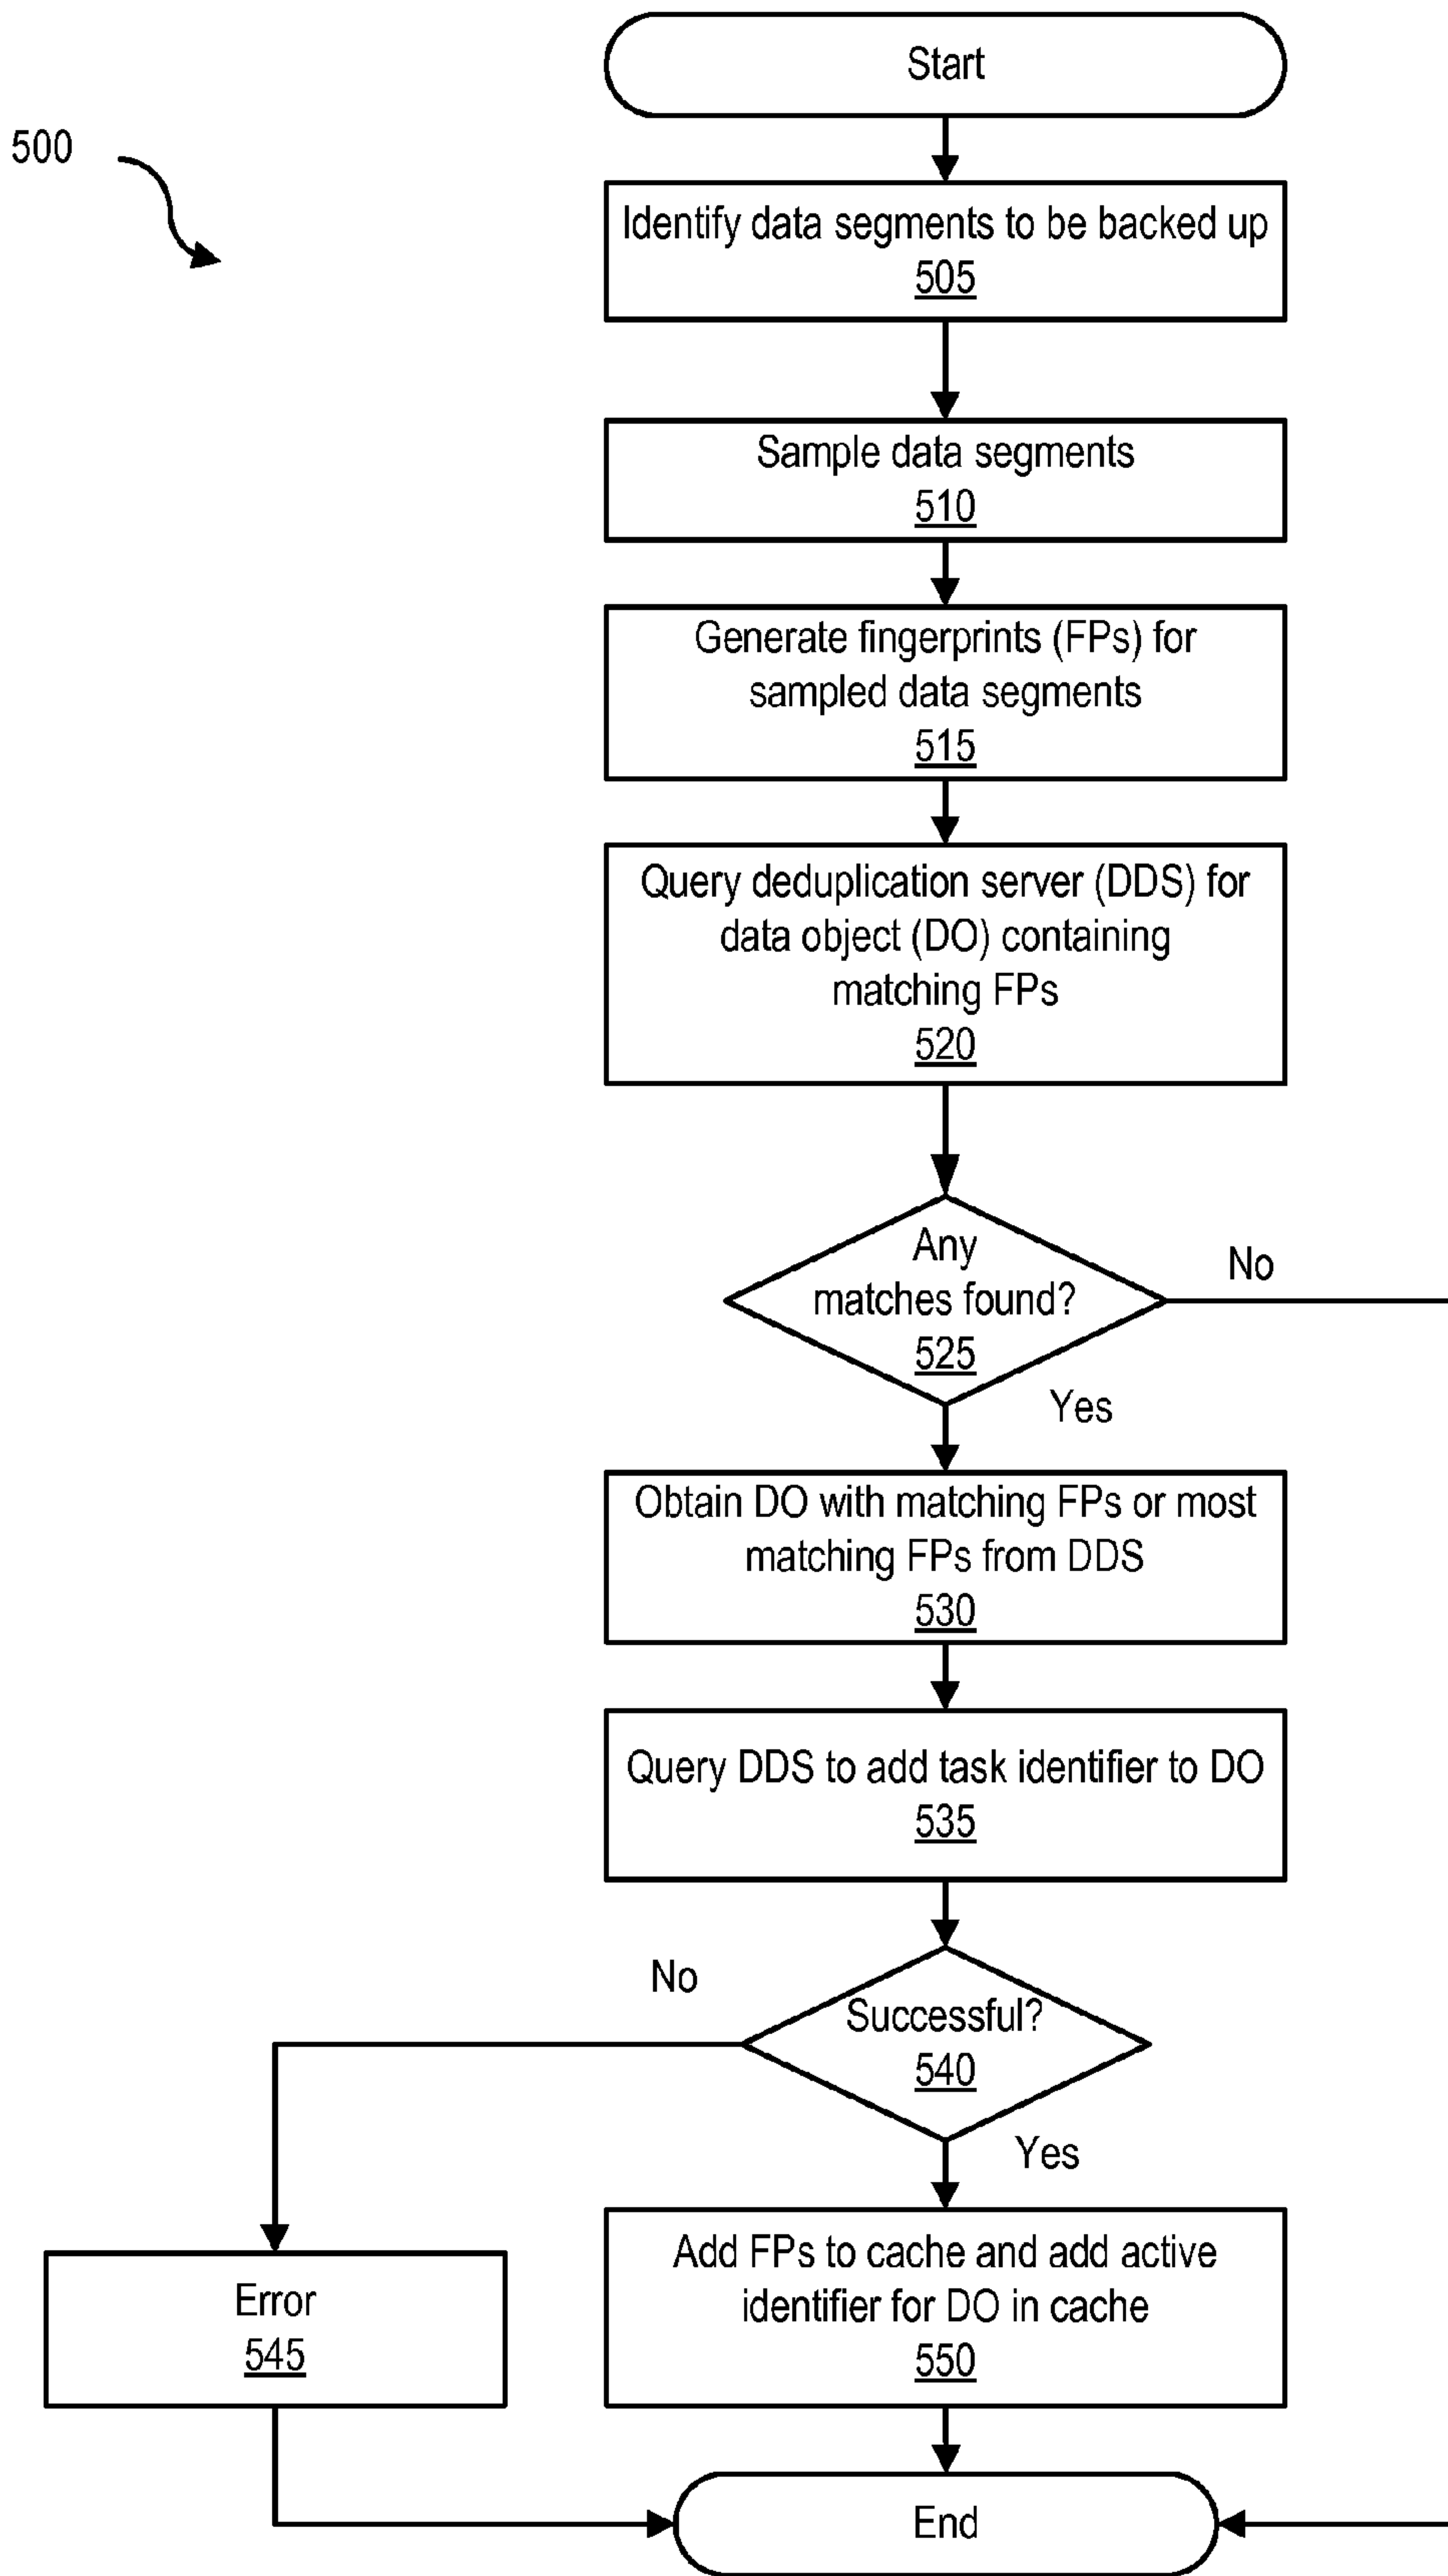 Start
500
Identify data segments to be backed up
505
Sample data segments
510
Generate fingerprints (FPs) for
sampled data segments
515
Query deduplication server (DDS) for
data object (DO) containing
matching FPs
520
Any
matches found?
525
No
Yes
Obtain DO with matching FPs or most
matching FPs from DDS
530
Query DDS to add task identifier to DO
535
No
Successful?
540
Yes
Error
545
Add FPs to cache and add active
identifier for DO in cache
550
End